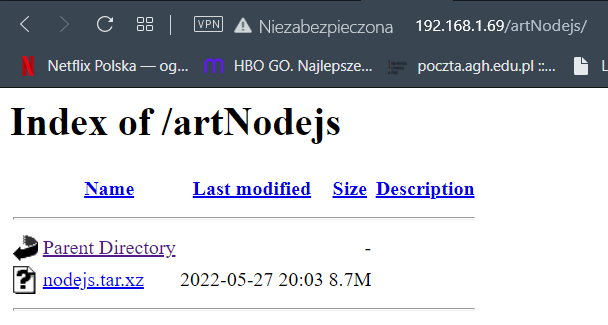 VPN Niezabezpieczona 192.168.1.69/artNodejs/
Netflix Polska — og... HBO GO. Najlepsze... poczta.agh.edu.pl ::...
Index of /artNodejs
Name Last modified Size Description
Parent Directory -
nodejs.tar.xz 2022-05-27 20:03 8.7M